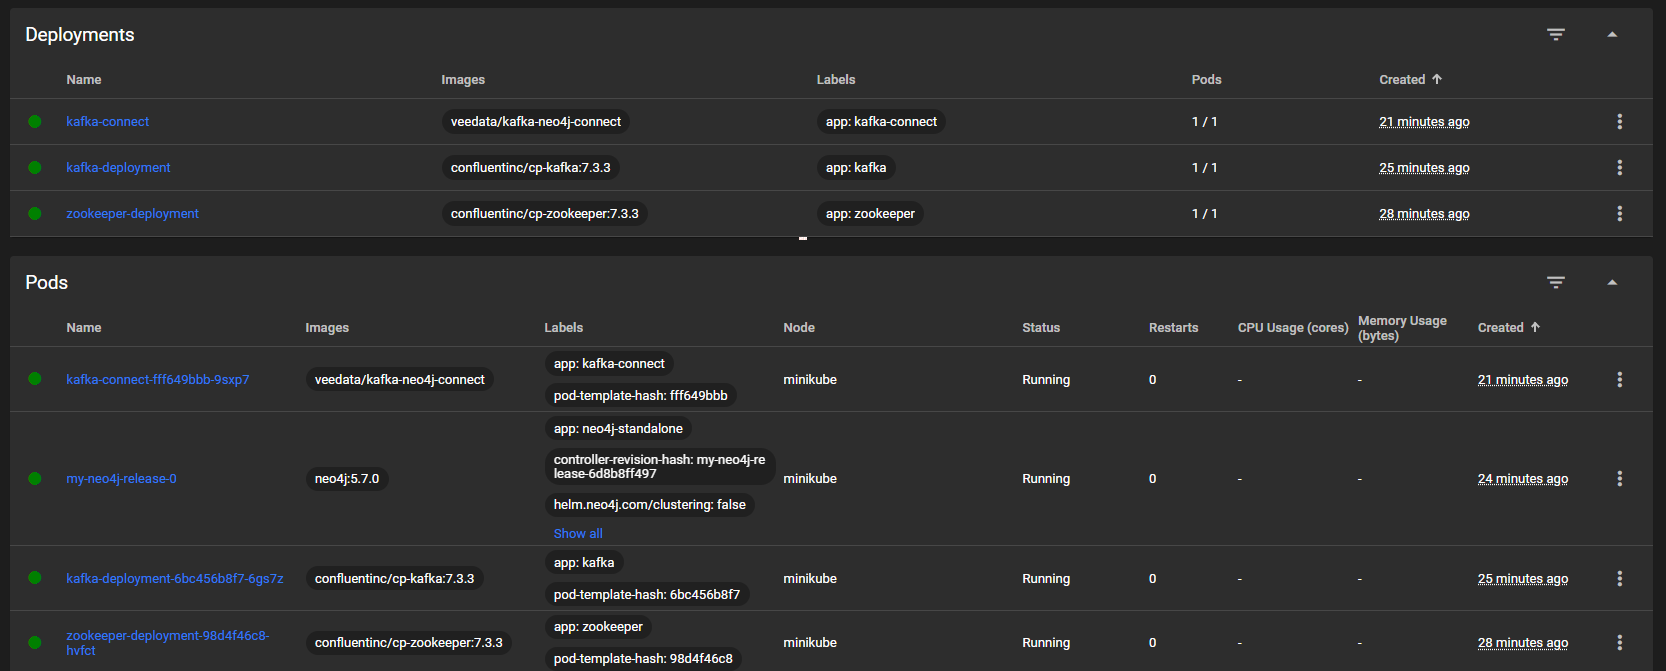 Deployments
Name Images Labels Pods Created
kafka-connect veedata/kafka-neo4j-connect app: kafka-connect 1 / 1 21 minutes ago
kafka-deployment confluentinc/cp-kafka:7.3.3 app: kafka 1 / 1 25 minutes ago
zookeeper-deployment confluentinc/cp-zookeeper:7.3.3 app: zookeeper 1 / 1 28 minutes ago
Pods
Name Images Labels Node Status Restarts CPU Usage (cores) Memory Usage (bytes) Created
kafka-connect-fff649bbb-9sxp7 veedata/kafka-neo4j-connect app: kafka-connect
pod-template-hash: fff649bbb minikube Running 0 - - 21 minutes ago
my-neo4j-release-0 neo4j:5.7.0 app: neo4j-standalone
controller-revision-hash: my-neo4j-re
lease-6d8b8ff497
helm.neo4j.com/clustering: false
Show all minikube Running 0 - - 24 minutes ago
kafka-deployment-6bc456b8f7-6gs7z confluentinc/cp-kafka:7.3.3 app: kafka
pod-template-hash: 6bc456b8f7 minikube Running 0 - - 25 minutes ago
zookeeper-deployment-98d4f46c8-
hvfct confluentinc/cp-zookeeper:7.3.3 app: zookeeper
pod-template-hash: 98d4f46c8 minikube Running 0 - - 28 minutes ago